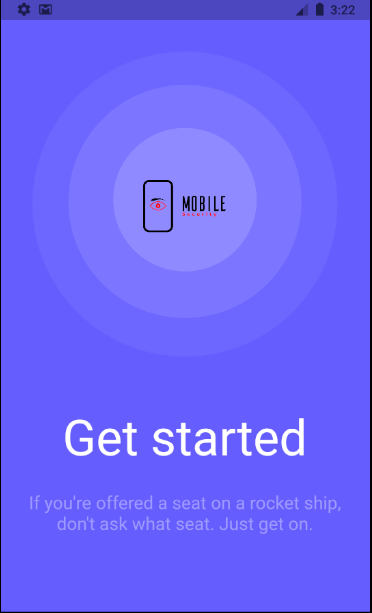 3:22
MOBILE
Security
Get started
If you're offered a seat on a rocket ship,
don't ask what seat. Just get on.